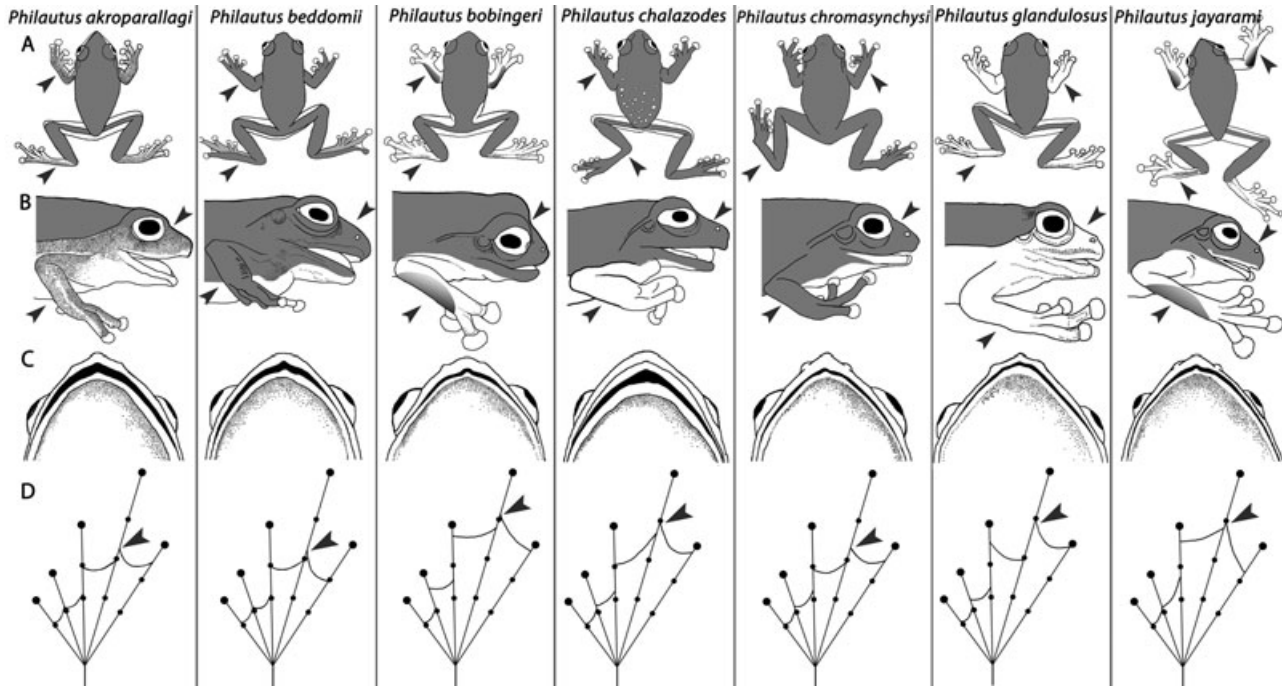 Philautus akroparallagi Philautus beddomii Philautus bobingeri Philautus chalazodes Philautus chromasynchysi Philautus glandulosus Philautus jayarami
A
B
C
D